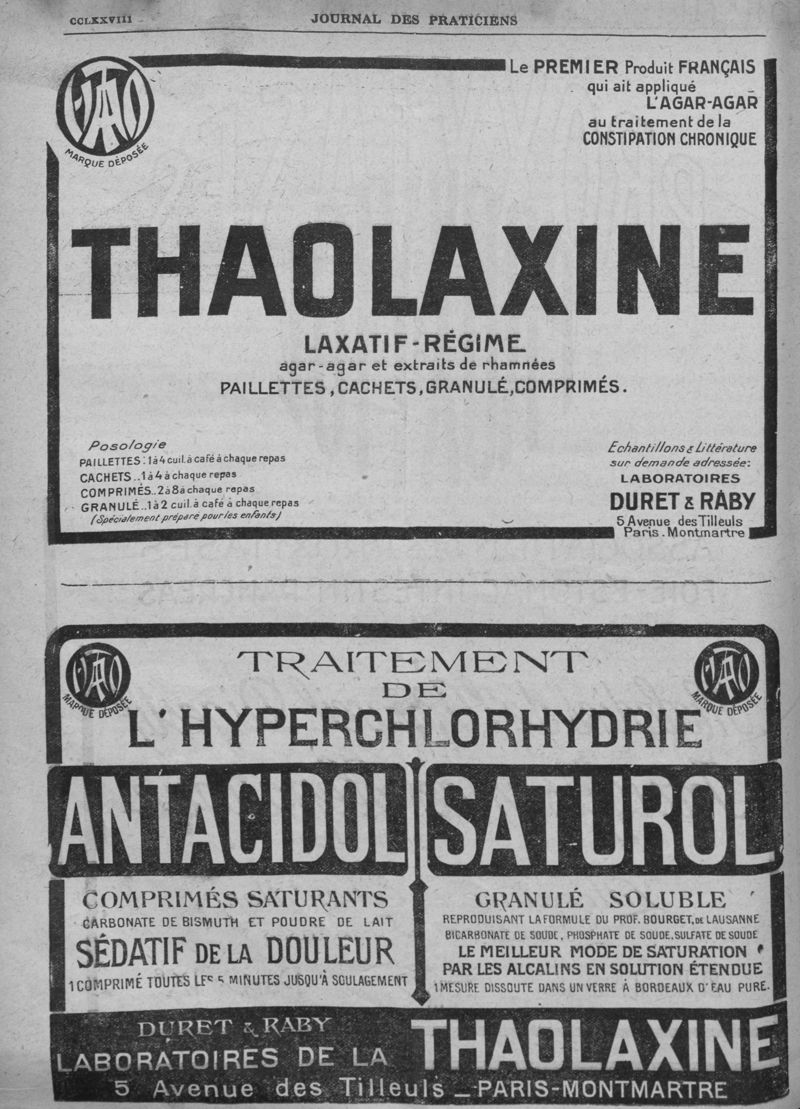 CCLXXVIII
JOURNAL DES PRATICIENS
THAO
MARQUE DÉPOSÉE
Le PREMIER Produit FRANÇAIS
qui ait appliqué
L'AGAR-AGAR
au traitement de la
CONSTIPATION CHRONIQUE
THAOLAXINE
LAXATIF-RÉGIME
agar-agar et extraits de rhamnées
PAILLETTES, CACHETS, GRANULÉ, COMPRIMÉS.
Posologie
PAILLETTES: 1 à 4 cuil. à café à chaque repas
CACHETS.. 1 à 4 à chaque repas
COMPRIMÉS.. 2 à 8 à chaque repas
GRANULÉ.. 1 à 2 cuil. à café à chaque repas
(Spécialement préparé pour les enfants)
Echantillons & Littérature
sur demande adressée:
LABORATOIRES
DURET & RABY
5 Avenue des Tilleuls
Paris. Montmartre
THAO
MARQUE DÉPOSÉE
TRAITEMENT
DE
L'HYPERCHLORHYDRIE
THAO
MARQUE DÉPOSÉE
ANTACIDOL
COMPRIMÉS SATURANTS
CARBONATE DE BISMUTH ET POUDRE DE LAIT
SÉDATIF DE LA DOULEUR
1 COMPRIMÉ TOUTES LES 5 MINUTES JUSQU'À SOULAGEMENT
SATUROL
GRANULÉ SOLUBLE
REPRODUISANT LA FORMULE DU PROF. BOURGET, DE LAUSANNE
BICARBONATE DE SOUDE, PHOSPHATE DE SOUDE, SULFATE DE SOUDE
LE MEILLEUR MODE DE SATURATION
PAR LES ALCALINS EN SOLUTION ÉTENDUE
1 MESURE DISSOUTE DANS UN VERRE À BORDEAUX D'EAU PURE.
DURET & RABY
LABORATOIRES DE LA THAOLAXINE
5 Avenue des Tilleuls _ PARIS-MONTMARTRE